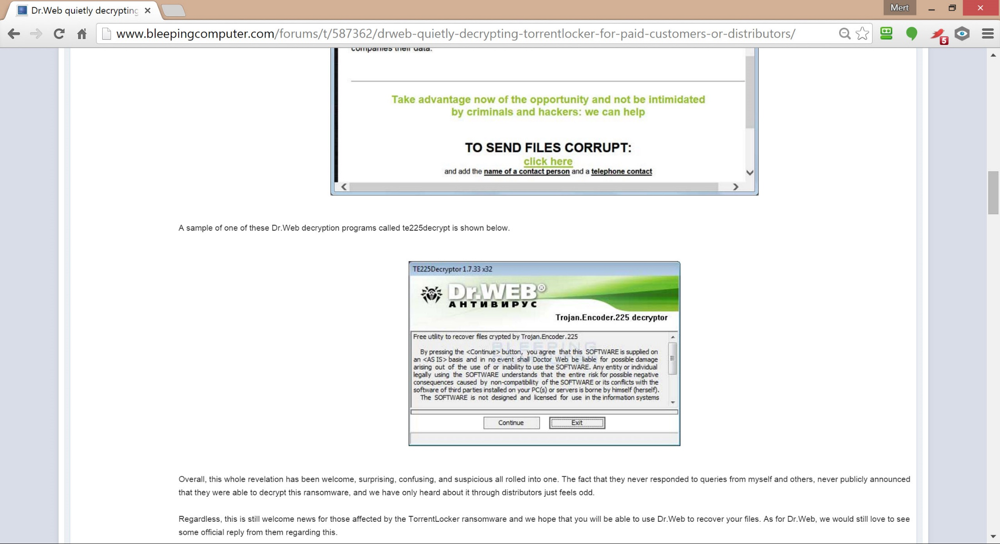 Dr.Web quietly decrypting
Mert
www.bleepingcomputer.com/forums/t/587362/drweb-quietly-decrypting-torrentlocker-for-paid-customers-or-distributors/
5
companies their data.
Take advantage now of the opportunity and not be intimidated
by criminals and hackers: we can help
TO SEND FILES CORRUPT:
click here
and add the name of a contact person and a telephone contact
A sample of one of these Dr.Web decryption programs called te225decrypt is shown below.
TE225Decryptor 1.7.33 x32
Dr.WEB®
АНТИВИРУС
Trojan.Encoder.225 decryptor
Free utility to recover files crypted by Trojan.Encoder.225
BLEEPING
COMPUTER
By pressing the <Continue> button, you agree that this SOFTWARE is supplied on
an <AS IS> basis and in no event shall Doctor Web be liable for possible damage
arising out of the use of or inability to use the SOFTWARE. Any entity or individual
legally using the SOFTWARE understands that the entire risk for possible negative
consequences caused by non-compatibility of the SOFTWARE or its conflicts with the
software of third parties installed on your PC(s) or servers is borne by himself (herself).
The SOFTWARE is not designed and licensed for use in the information systems
Continue
Exit
Overall, this whole revelation has been welcome, surprising, confusing, and suspicious all rolled into one. The fact that they never responded to queries from myself and others, never publicly announced
that they were able to decrypt this ransomware, and we have only heard about it through distributors just feels odd.
Regardless, this is still welcome news for those affected by the TorrentLocker ransomware and we hope that you will be able to use Dr.Web to recover your files. As for Dr.Web, we would still love to see
some official reply from them regarding this.